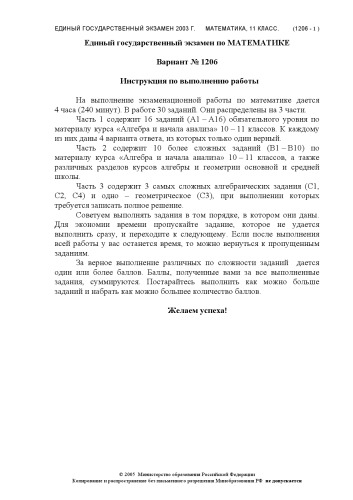 ЕДИНЫЙ ГОСУДАРСТВЕННЫЙ ЭКЗАМЕН 2003 Г. МАТЕМАТИКА, 11 КЛАСС. (1206 - 1 )
Единый государственный экзамен по МАТЕМАТИКЕ
Вариант № 1206
Инструкция по выполнению работы
На выполнение экзаменационной работы по математике дается
4 часа (240 минут). В работе 30 заданий. Они распределены на 3 части.
Часть 1 содержит 16 заданий (А1 – А16) обязательного уровня по
материалу курса «Алгебра и начала анализа» 10 – 11 классов. К каждому
из них даны 4 варианта ответа, из которых только один верный.
Часть 2 содержит 10 более сложных заданий (В1 – В10) по
материалу курса «Алгебра и начала анализа» 10 – 11 классов, а также
различных разделов курсов алгебры и геометрии основной и средней
школы.
Часть 3 содержит 3 самых сложных алгебраических задания (С1,
С2, С4) и одно – геометрическое (С3), при выполнении которых
требуется записать полное решение.
Советуем выполнять задания в том порядке, в котором они даны.
Для экономии времени пропускайте задание, которое не удается
выполнить сразу, и переходите к следующему. Если после выполнения
всей работы у вас останется время, то можно вернуться к пропущенным
заданиям.
За верное выполнение различных по сложности заданий дается
один или более баллов. Баллы, полученные вами за все выполненные
задания, суммируются. Постарайтесь выполнить как можно больше
заданий и набрать как можно большее количество баллов.
Желаем успеха!
© 2005 Министерство образования Российской Федерации
Копирование и распространение без письменного разрешения Минобразования РФ не допускается